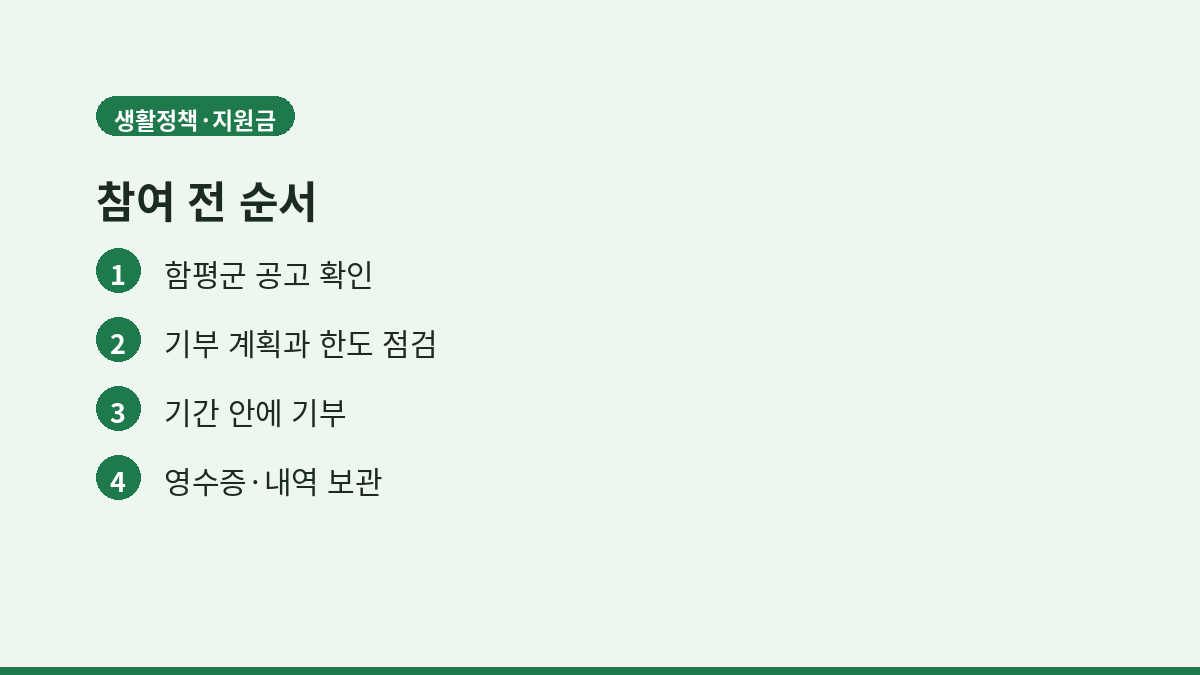 생활정책·지원금
참여 전 순서
1 함평군 공고 확인
2 기부 계획과 한도 점검
3 기간 안에 기부
4 영수증·내역 보관